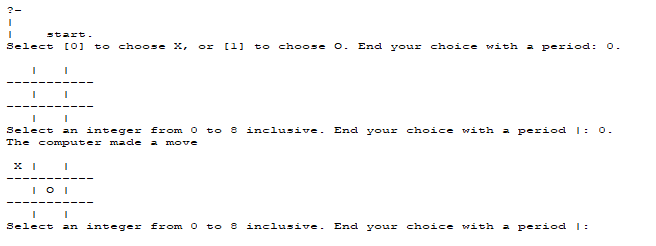 ?-
|
|    start.
Select [0] to choose X, or [1] to choose O. End your choice with a period: 0.
   |   |
-----------
   |   |
-----------
   |   |
Select an integer from 0 to 8 inclusive. End your choice with a period |: 0.
The computer made a move
 X |   |
-----------
   | O |
-----------
   |   |
Select an integer from 0 to 8 inclusive. End your choice with a period |: